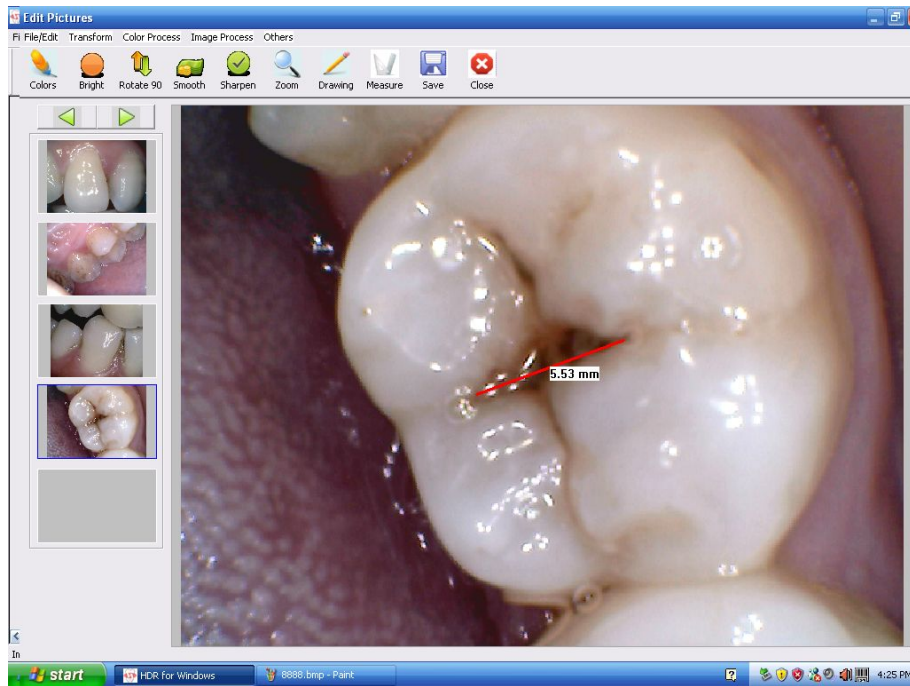 Edit Pictures
Fi File/Edit Transform Color Process Image Process Others
Colors Bright Rotate 90 Smooth Sharpen Zoom Drawing Measure Save Close
5.53 mm
In
start HDR for Windows 8888.bmp - Paint ? 4:25 PM